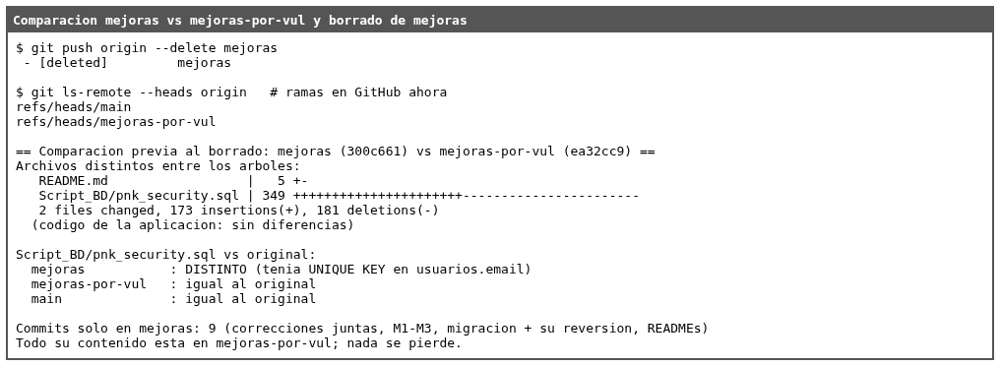 Comparacion mejoras vs mejoras-por-vul y borrado de mejoras
$ git push origin --delete mejoras
 - [deleted]         mejoras
$ git ls-remote --heads origin   # ramas en GitHub ahora
refs/heads/main
refs/heads/mejoras-por-vul
== Comparacion previa al borrado: mejoras (300c661) vs mejoras-por-vul (ea32cc9) ==
Archivos distintos entre los arboles:
   README.md                  |   5 +-
   Script_BD/pnk_security.sql | 349 ++++++++++++++++++++++-----------------------
   2 files changed, 173 insertions(+), 181 deletions(-)
  (codigo de la aplicacion: sin diferencias)
Script_BD/pnk_security.sql vs original:
  mejoras           : DISTINTO (tenia UNIQUE KEY en usuarios.email)
  mejoras-por-vul   : igual al original
  main              : igual al original
Commits solo en mejoras: 9 (correcciones juntas, M1-M3, migracion + su reversion, READMEs)
Todo su contenido esta en mejoras-por-vul; nada se pierde.